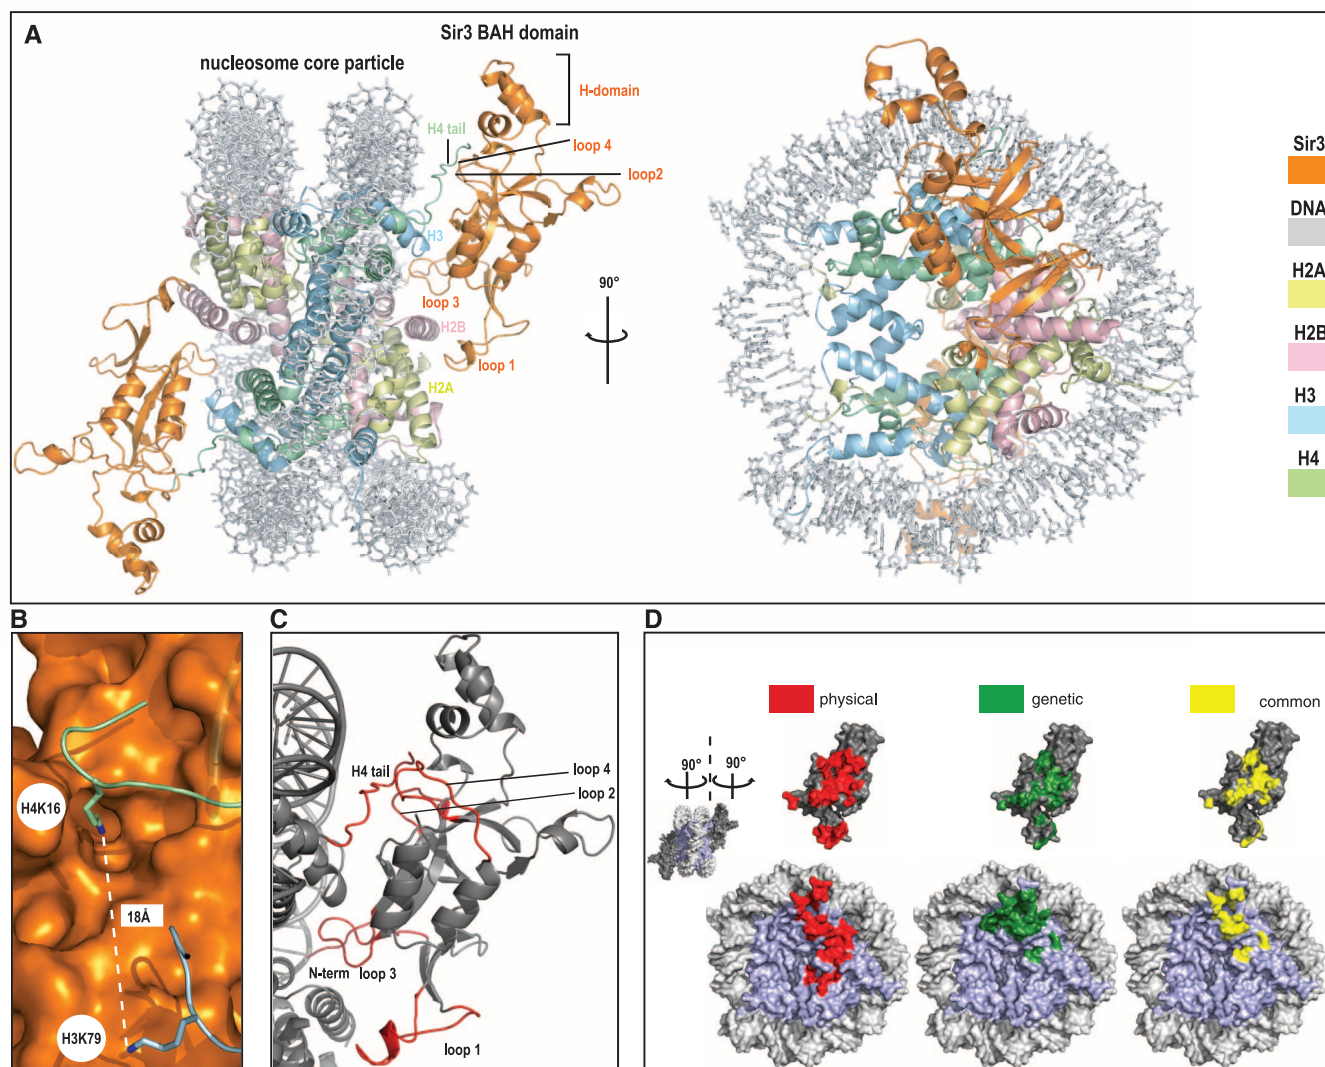 A
Sir3 BAH domain
nucleosome core particle
H-domain
H4 tail
loop 4
loop2
H3
loop 3
H2B
loop 1
H2A
90°
Sir3
DNA
H2A
H2B
H3
H4
B
H4K16
18Å
H3K79
C
H4 tail
loop 4
loop 2
N-term
loop 3
loop 1
D
physical
genetic
common
90°
90°